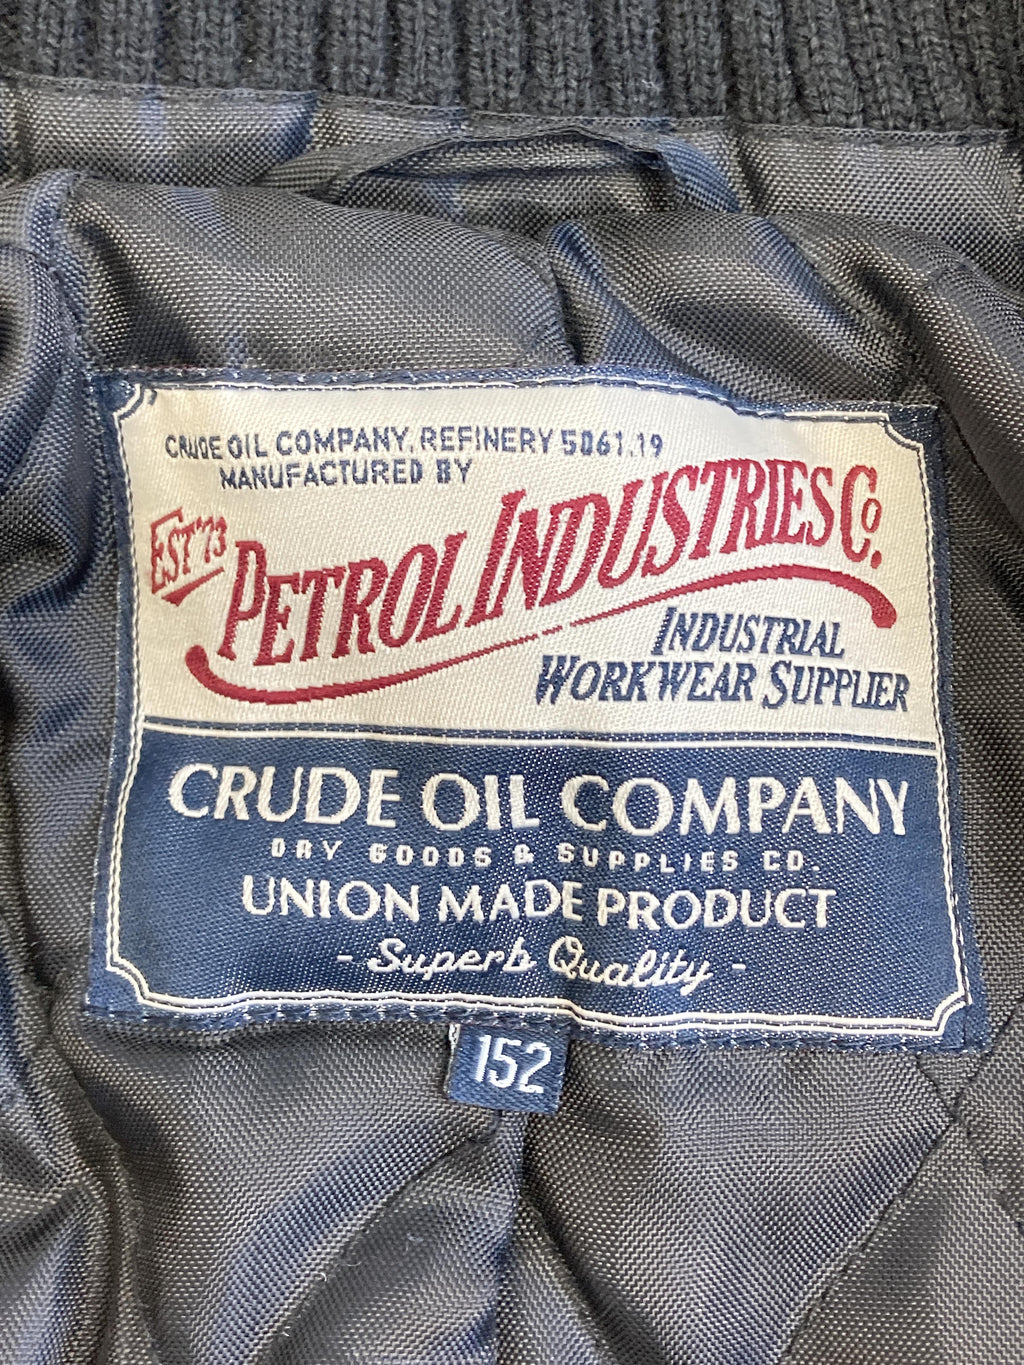 CRUDE OIL COMPANY. REFINERY 5061.19
MANUFACTURED BY
EST'73
PETROL INDUSTRIES Co.
INDUSTRIAL
WORKWEAR SUPPLIER
CRUDE OIL COMPANY
DRY GOODS & SUPPLIES CO.
UNION MADE PRODUCT
- Superb Quality -
152